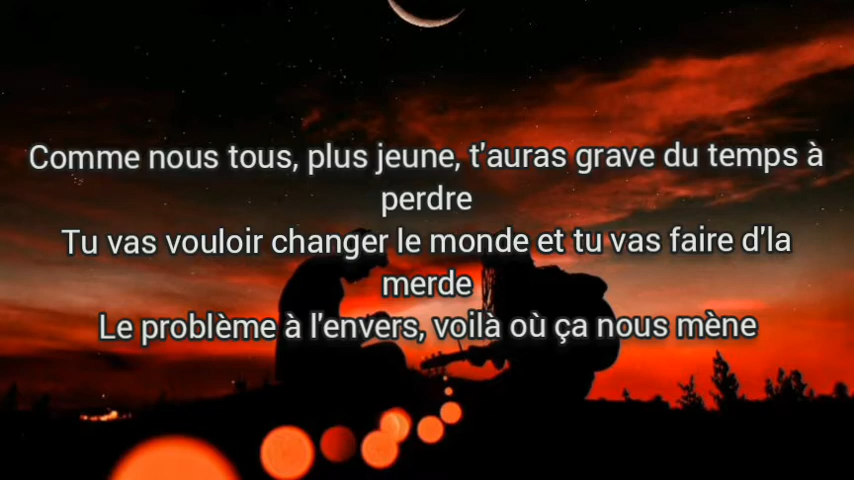 Comme nous tous, plus jeune, t'auras grave du temps à
perdre
Tu vas vouloir changer le monde et tu vas faire d'la
merde
Le problème à l'envers, voilà où ça nous mène